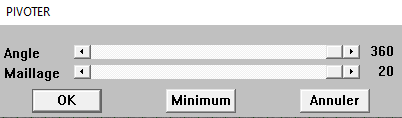 PIVOTER
Angle 360
Maillage 20
OK Minimum Annuler